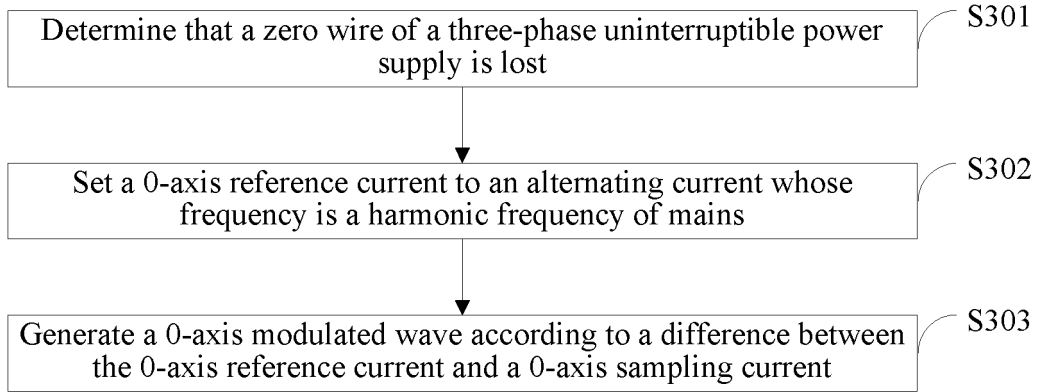 Determine that a zero wire of a three-phase uninterruptible power
supply is lost
S301
Set a 0-axis reference current to an alternating current whose
frequency is a harmonic frequency of mains
S302
Generate a 0-axis modulated wave according to a difference between
the 0-axis reference current and a 0-axis sampling current
S303